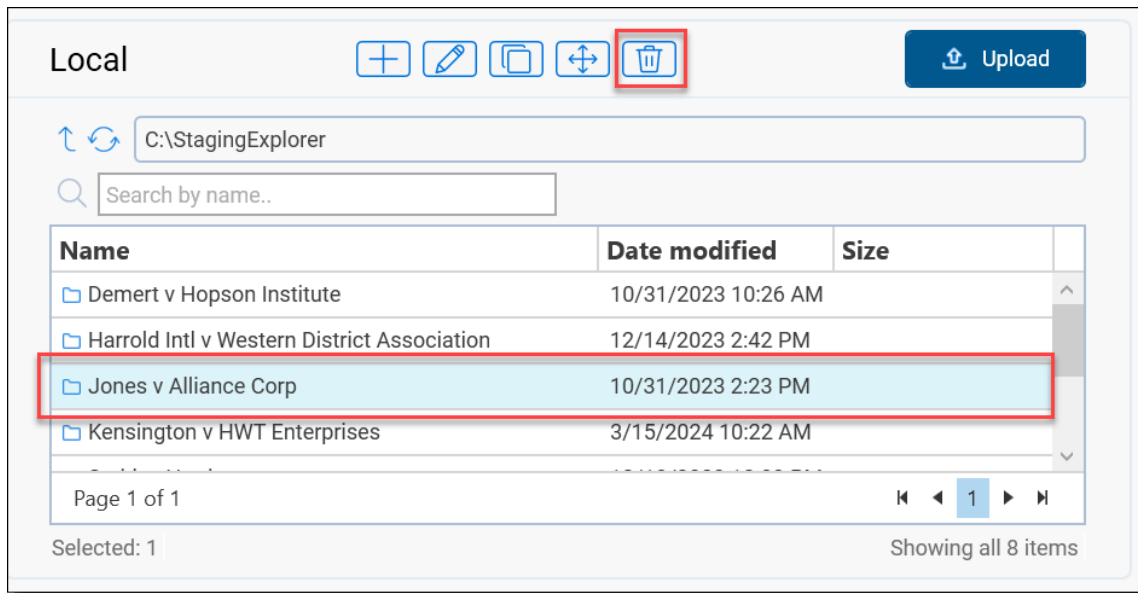 Local
Upload
C:\StagingExplorer
Search by name..
Name Date modified Size
Demert v Hopson Institute 10/31/2023 10:26 AM
Harrold Intl v Western District Association 12/14/2023 2:42 PM
Jones v Alliance Corp 10/31/2023 2:23 PM
Kensington v HWT Enterprises 3/15/2024 10:22 AM
Page 1 of 1 1
Selected: 1 Showing all 8 items